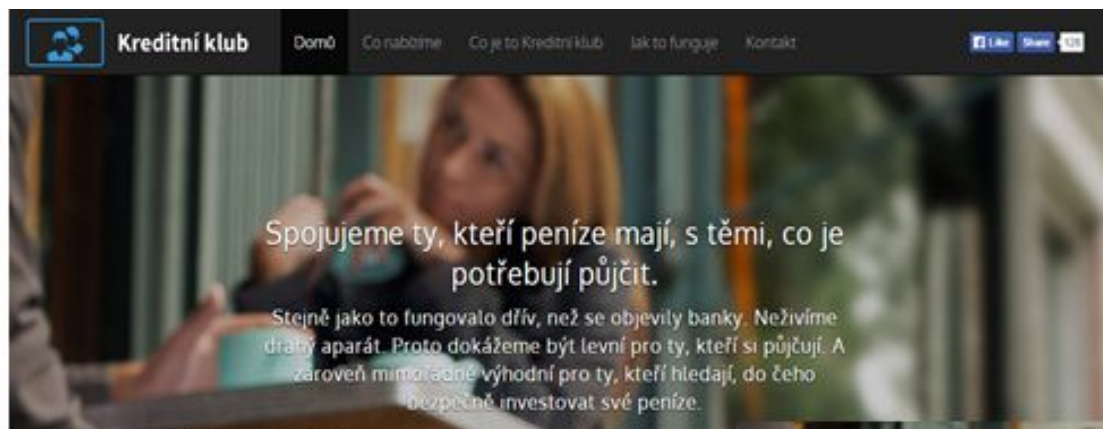 Kreditní klub
Domů Co nabízíme Co je to Kreditní klub Jak to funguje Kontakt
Like Share 128
Spojujeme ty, kteří peníze mají, s těmi, co je
potřebují půjčit.
Stejně jako to fungovalo dřív, než se objevily banky. Neživíme
drahý aparát. Proto dokážeme být levní pro ty, kteří si půjčují. A
zároveň mimořádně výhodní pro ty, kteří hledají, do čeho
bezpečně investovat své peníze.